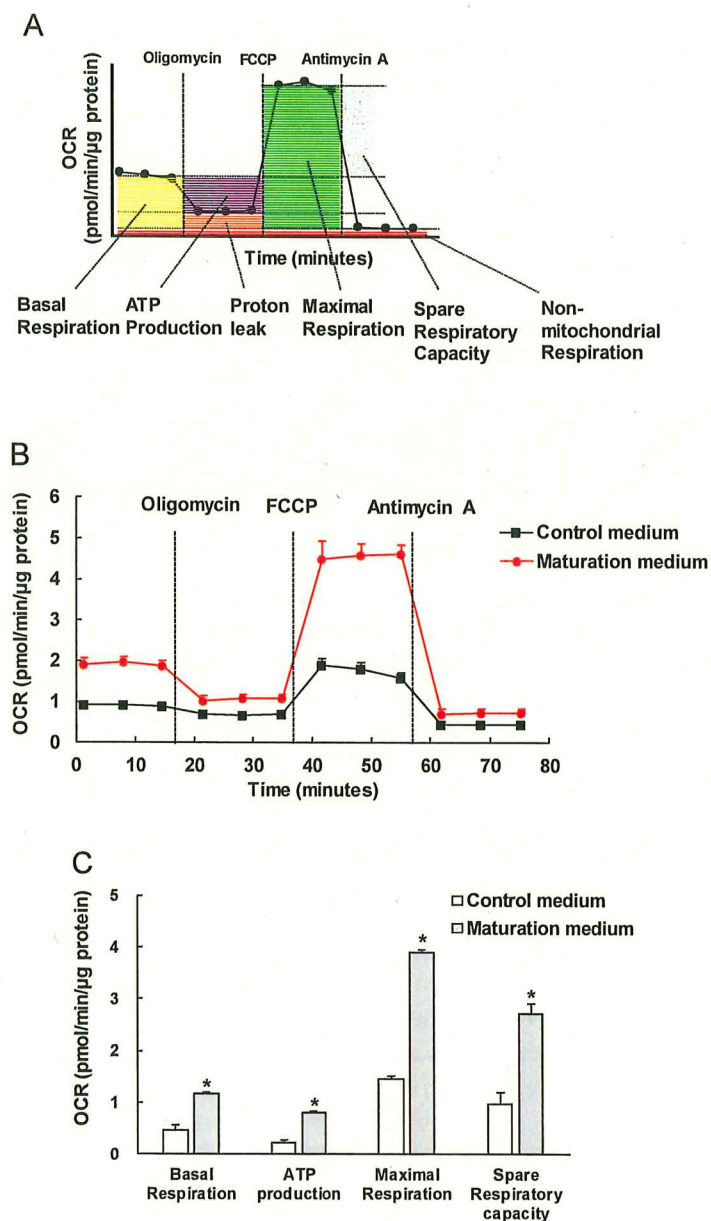 A
Oligomycin FCCP Antimycin A
OCR
(pmol/min/µg protein)
Time (minutes)
Basal
Respiration
ATP
Production
Proton
leak
Maximal
Respiration
Spare
Respiratory
Capacity
Non-
mitochondrial
Respiration
B
OCR (pmol/min/µg protein)
6
5
4
3
2
1
0
Oligomycin FCCP Antimycin A
Control medium
Maturation medium
0 10 20 30 40 50 60 70 80
Time (minutes)
C
OCR (pmol/min/µg protein)
5
4
3
2
1
0
Control medium
Maturation medium
* * * *
Basal
Respiration
ATP
production
Maximal
Respiration
Spare
Respiratory
capacity